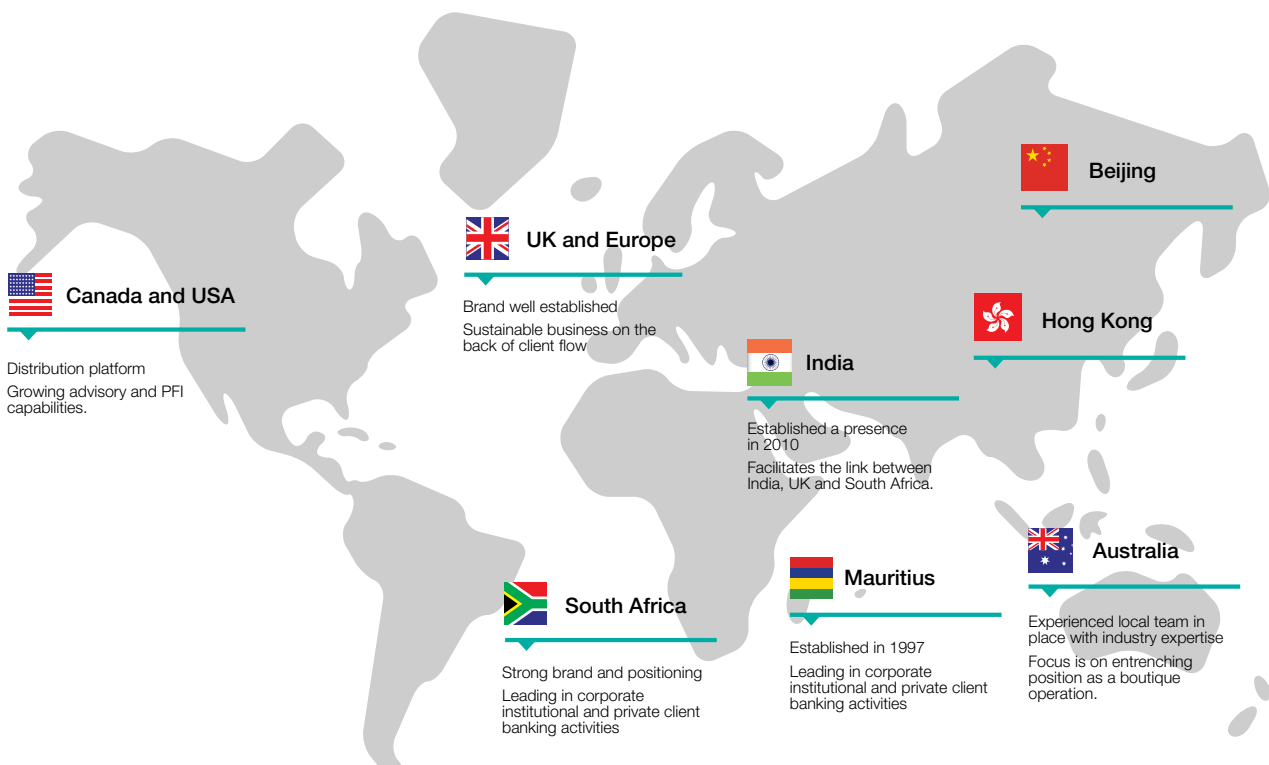 Beijing
UK and Europe
Brand well established
Sustainable business on the
back of client flow
Canada and USA
Distribution platform
Growing advisory and PFI
capabilities.
Hong Kong
India
Established a presence
in 2010
Facilitates the link between
India, UK and South Africa.
South Africa
Strong brand and positioning
Leading in corporate
institutional and private client
banking activities
Mauritius
Established in 1997
Leading in corporate
institutional and private client
banking activities
Australia
Experienced local team in
place with industry expertise
Focus is on entrenching
position as a boutique
operation.